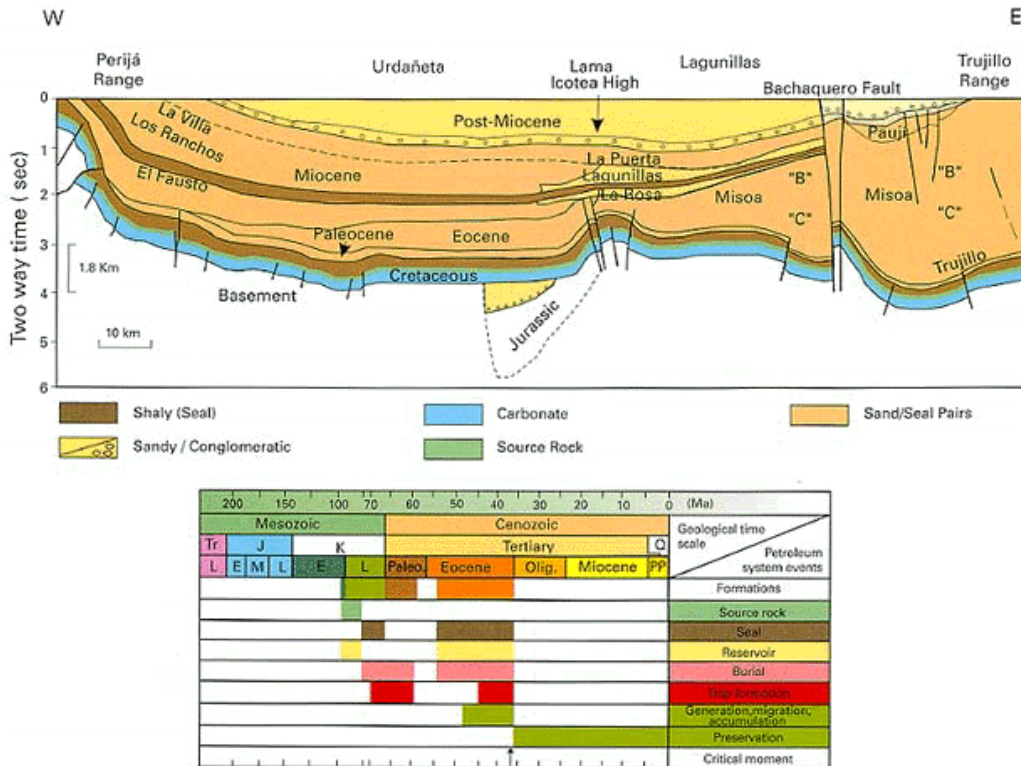 W
E
Perijá
Range
Urdañeta
Lama
Icotea High
Lagunillas
Bachaquero Fault
Trujillo
Range
Two way time ( sec)
0
1
2
3
4
5
6
La Villa
Los Ranchos
El Fausto
Post-Miocene
Miocene
La Puerta
Lagunillas
La Rosa
Pauji
Misoa
"B"
"C"
Misoa
"B"
"C"
Paleocene
Eocene
Trujillo
Cretaceous
1.8 Km
Basement
Jurassic
10 km
Shaly (Seal)
Carbonate
Sand/Seal Pairs
Sandy / Conglomeratic
Source Rock
200 150 100 70 60 50 40 30 20 10 0 (Ma)
Mesozoic
Cenozoic
Geological time
scale
Tr
J
K
Tertiary
Q
Petroleum
system events
L
E
M
L
E
L
Paleo.
Eocene
Olig.
Miocene
PP
Formations
Source rock
Seal
Reservoir
Burial
Trap formation
Generation,migration,
accumulation
Preservation
Critical moment